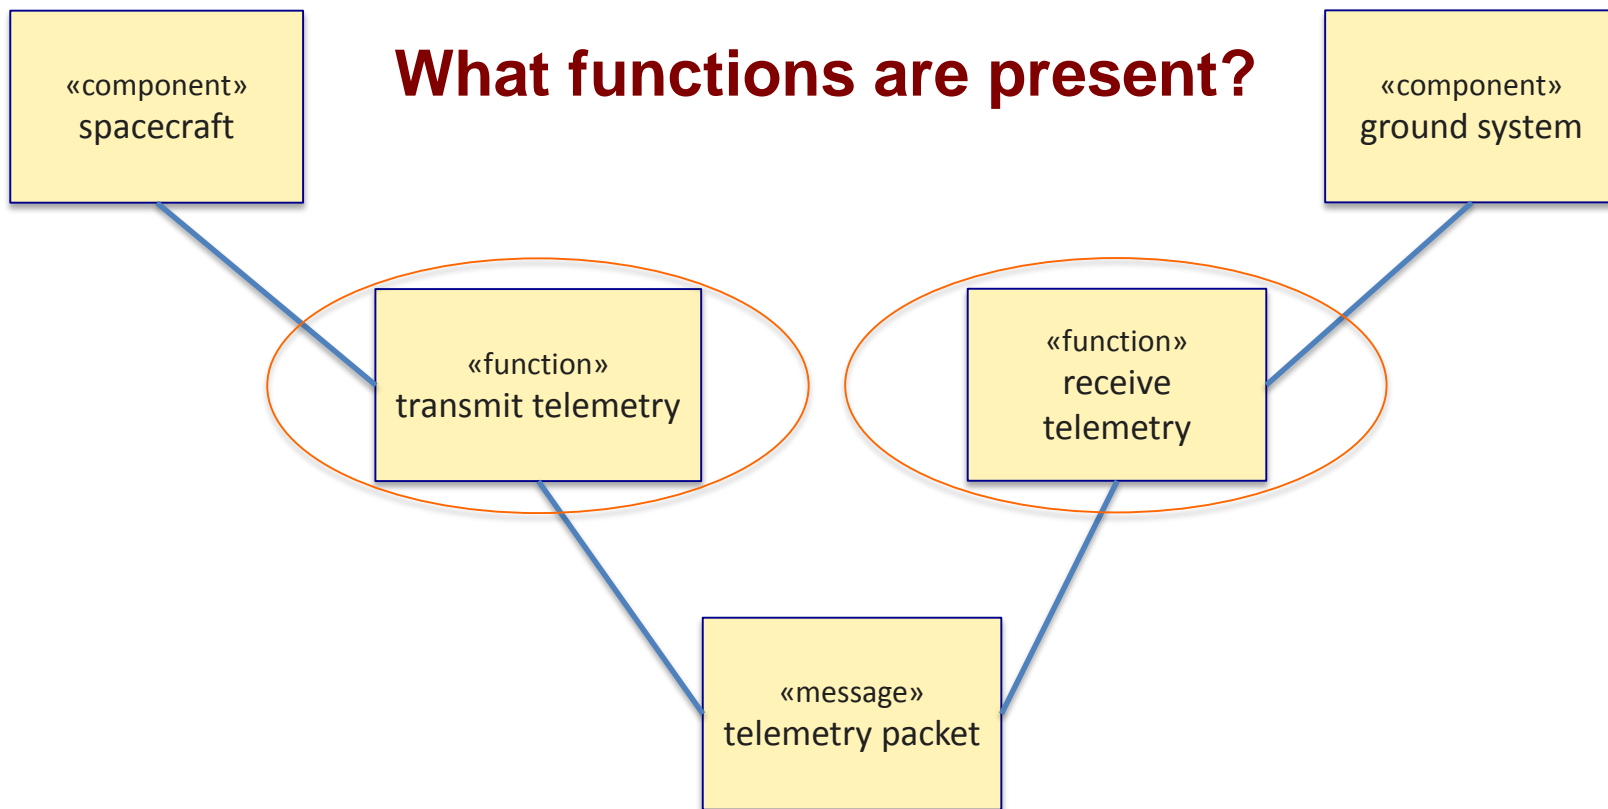 What functions are present?
«component»
spacecraft
«component»
ground system
«function»
transmit telemetry
«function»
receive
telemetry
«message»
telemetry packet